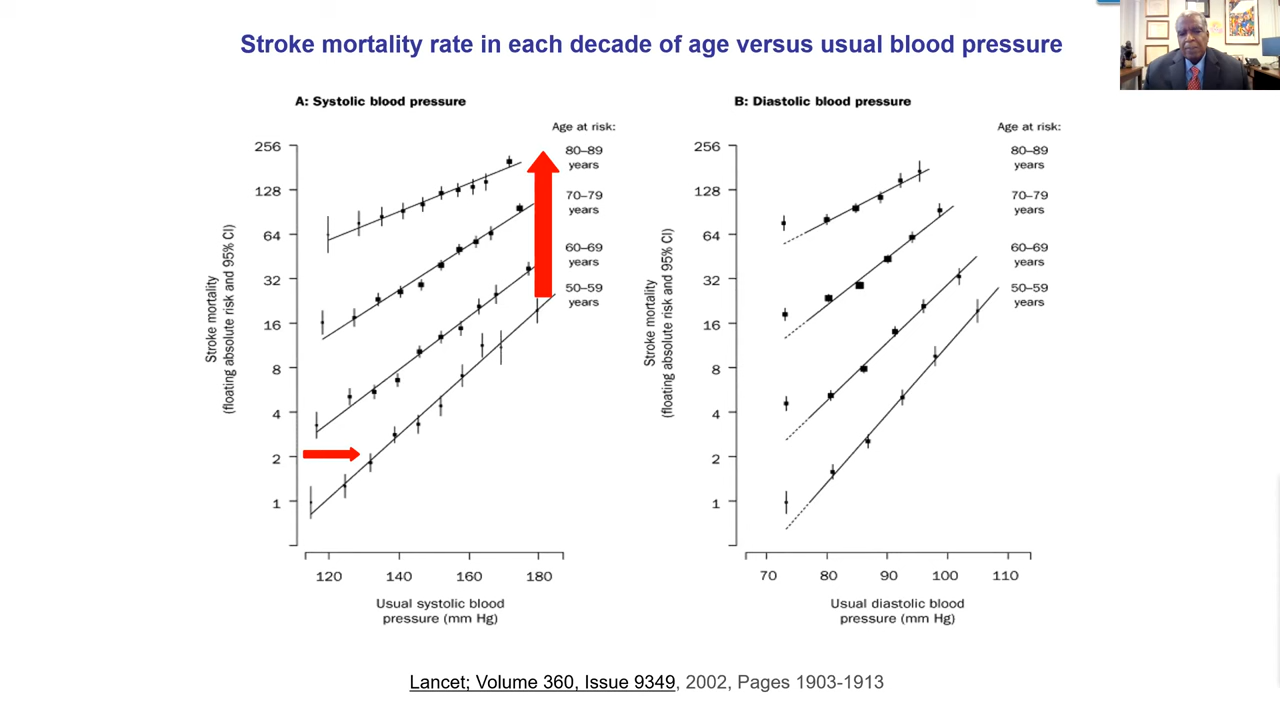 Stroke mortality rate in each decade of age versus usual blood pressure
A: Systolic blood pressure
Age at risk:
256
128
64
32
16
8
4
2
1
80–89
years
70–79
years
60–69
years
50–59
years
Stroke mortality
(floating absolute risk and 95% CI)
120 140 160 180
Usual systolic blood
pressure (mm Hg)
B: Diastolic blood pressure
Age at risk:
256
128
64
32
16
8
4
2
1
80–89
years
70–79
years
60–69
years
50–59
years
Stroke mortality
(floating absolute risk and 95% CI)
70 80 90 100 110
Usual diastolic blood
pressure (mm Hg)
Lancet; Volume 360, Issue 9349, 2002, Pages 1903-1913